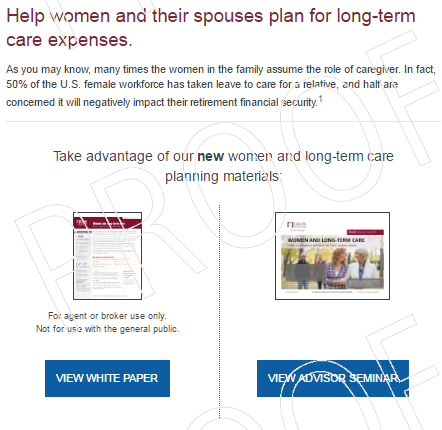 Help women and their spouses plan for long-term
care expenses.
As you may know, many times the women in the family assume the role of caregiver. In fact,
50% of the U.S. female workforce has taken leave to care for a relative, and half are
concerned it will negatively impact their retirement financial security.1
Take advantage of our new women and long-term care
planning materials:
WOMEN AND LONG-TERM CARE
For agent or broker use only.
Not for use with the general public.
VIEW WHITE PAPER
VIEW ADVISOR SEMINAR
PROOF
PROOF